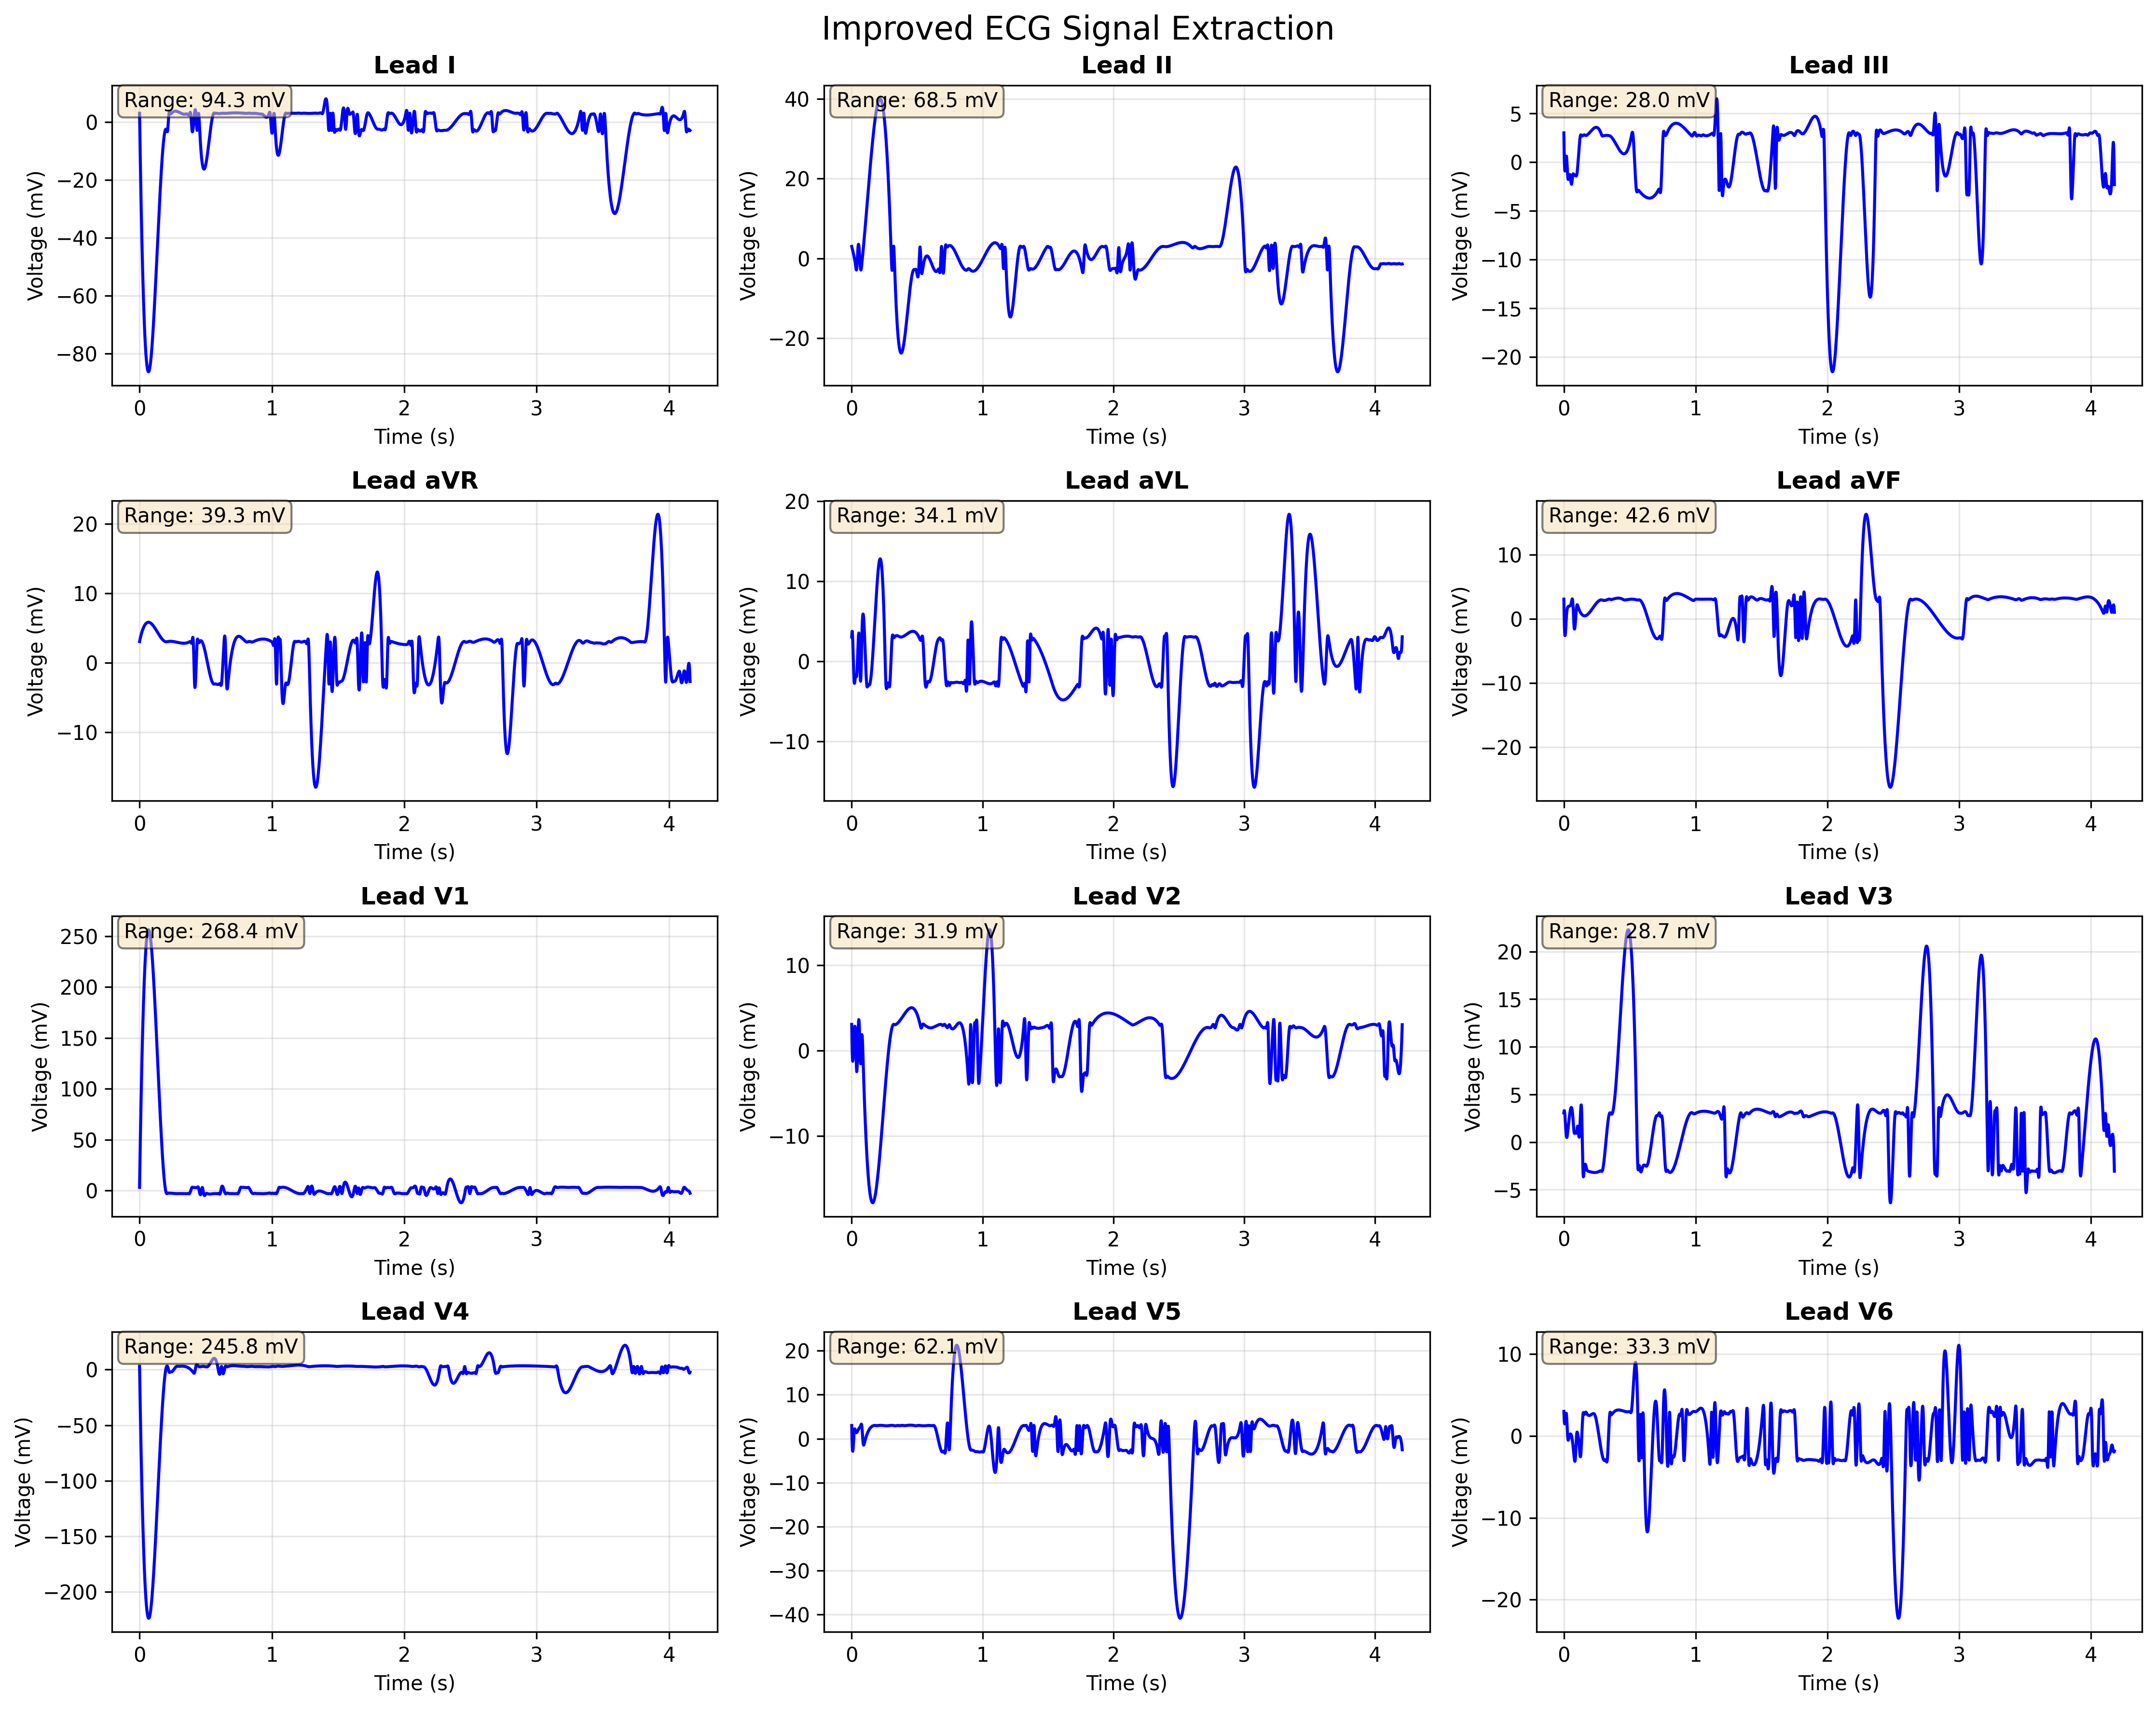 Improved ECG Signal Extraction
Lead I
Range: 94.3 mV
0
−20
−40
−60
−80
Voltage (mV)
0 1 2 3 4
Time (s)
Lead II
Range: 68.5 mV
40
20
0
−20
Voltage (mV)
0 1 2 3 4
Time (s)
Lead III
Range: 28.0 mV
5
0
−5
−10
−15
−20
Voltage (mV)
0 1 2 3 4
Time (s)
Lead aVR
Range: 39.3 mV
20
10
0
−10
Voltage (mV)
0 1 2 3 4
Time (s)
Lead aVL
Range: 34.1 mV
20
10
0
−10
Voltage (mV)
0 1 2 3 4
Time (s)
Lead aVF
Range: 42.6 mV
10
0
−10
−20
Voltage (mV)
0 1 2 3 4
Time (s)
Lead V1
Range: 268.4 mV
250
200
150
100
50
0
Voltage (mV)
0 1 2 3 4
Time (s)
Lead V2
Range: 31.9 mV
10
0
−10
Voltage (mV)
0 1 2 3 4
Time (s)
Lead V3
Range: 28.7 mV
20
15
10
5
0
−5
Voltage (mV)
0 1 2 3 4
Time (s)
Lead V4
Range: 245.8 mV
0
−50
−100
−150
−200
Voltage (mV)
0 1 2 3 4
Time (s)
Lead V5
Range: 62.1 mV
20
10
0
−10
−20
−30
−40
Voltage (mV)
0 1 2 3 4
Time (s)
Lead V6
Range: 33.3 mV
10
0
−10
−20
Voltage (mV)
0 1 2 3 4
Time (s)